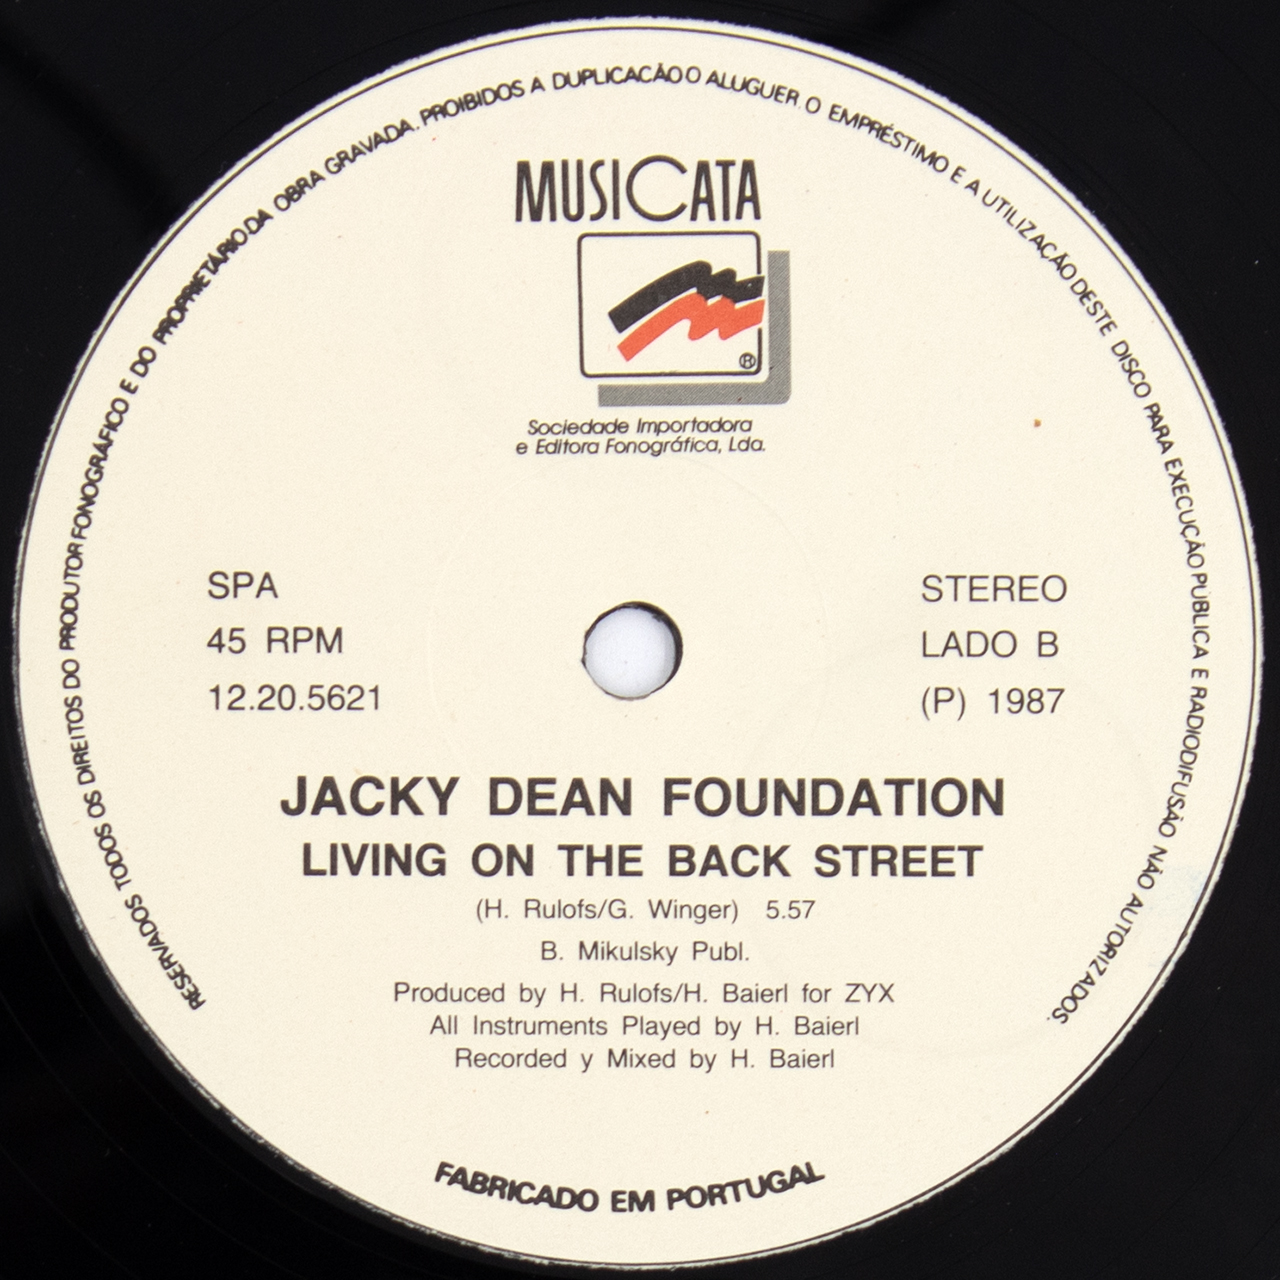 RESERVADOS TODOS OS DIREITOS DO PRODUTOR FONOGRÁFICO E DO PROPRIETÁRIO DA OBRA GRAVADA. PROIBIDOS A DUPLICAÇÃO O ALUGUER O EMPRÉSTIMO E A UTILIZAÇÃO DESTE DISCO PARA EXECUÇÃO PUBLICA E RADIODIFUSÃO NÃO AUTORIZADOS.
MUSICATA
®
Sociedade Importadora
e Editora Fonográfica, Lda.
SPA
45 RPM
12.20.5621
STEREO
LADO B
(P) 1987
JACKY DEAN FOUNDATION
LIVING ON THE BACK STREET
(H. Rulofs/G. Winger) 5.57
B. Mikulsky Publ.
Produced by H. Rulofs/H. Baierl for ZYX
All Instruments Played by H. Baierl
Recorded y Mixed by H. Baierl
FABRICADO EM PORTUGAL